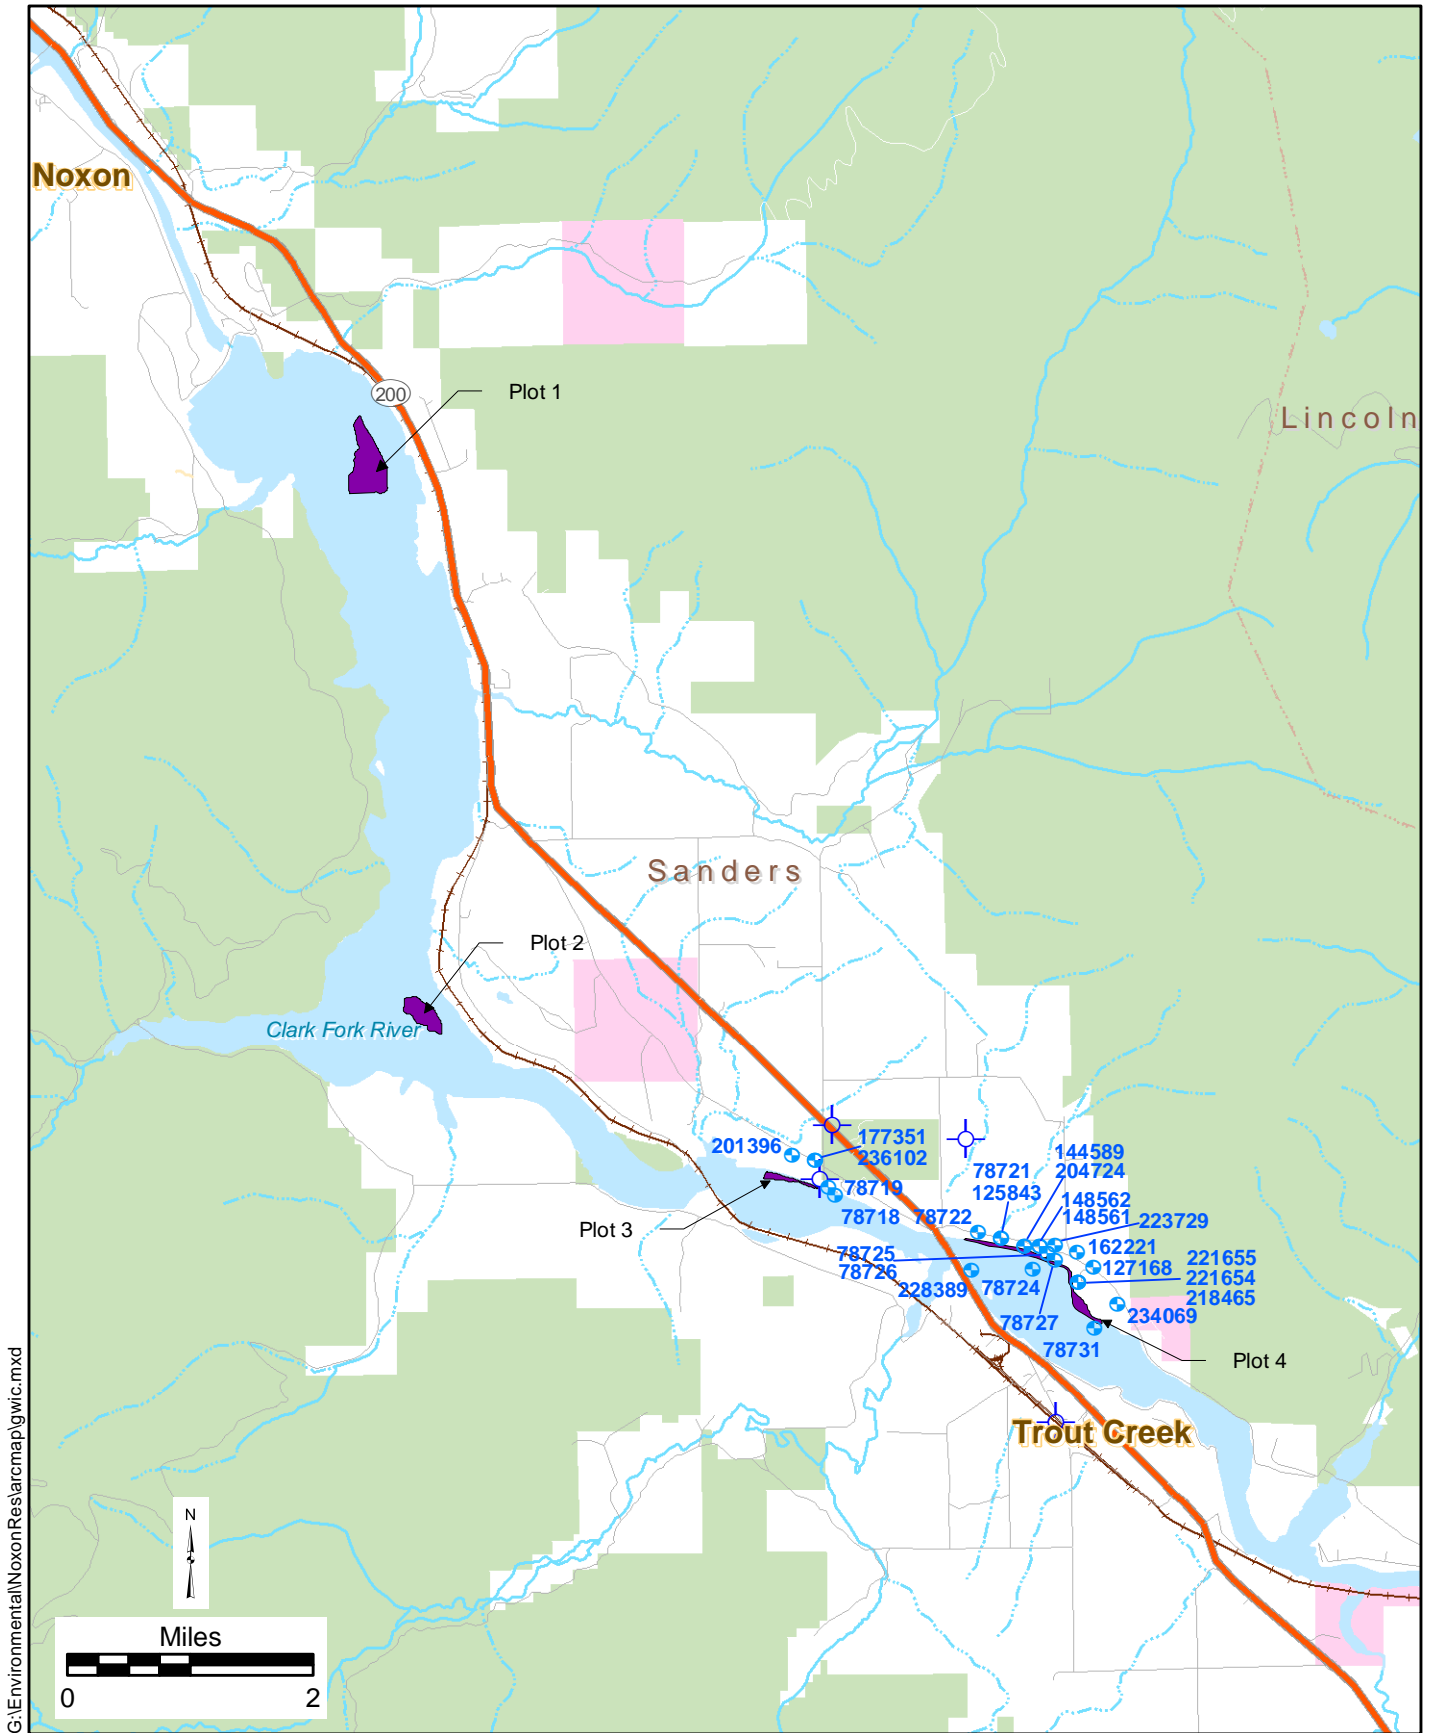 Noxon
200
Plot 1
Lincoln
Sanders
Plot 2
Clark Fork River
201396
177351
236102
78719
78718
Plot 3
78721
125843
144589
204724
148562
148561
223729
78722
162221
127168
221655
221654
218465
78725
78726
228389
78724
78727
234069
78731
Plot 4
Trout Creek
N
Miles
0
2
G:\Environmental\NoxonRes\arcmap\gwic.mxd